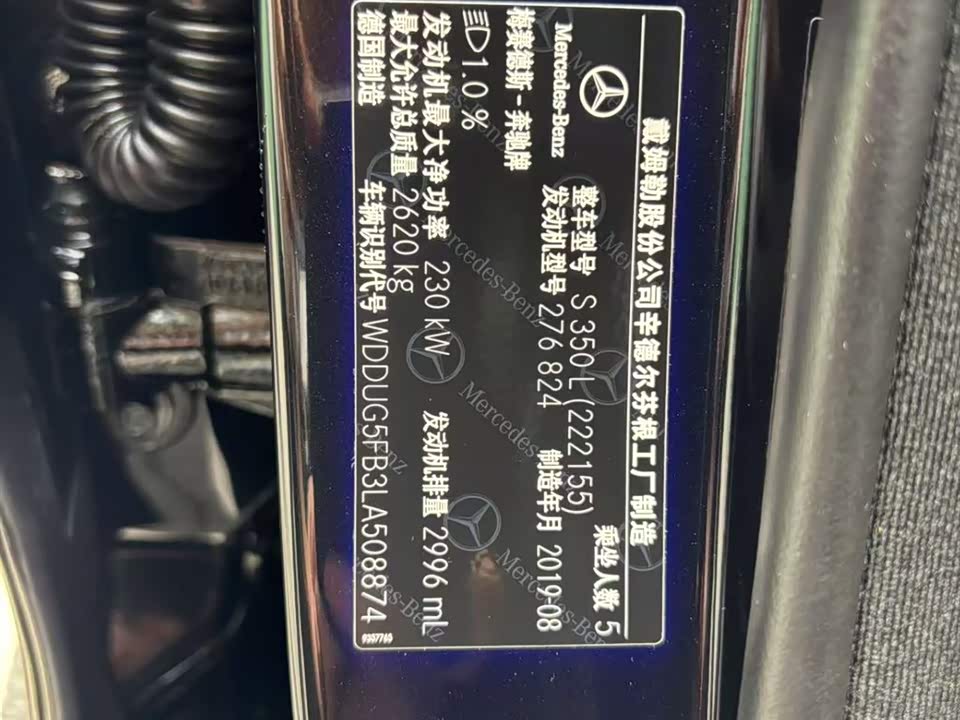 戴姆勒股份公司辛德尔芬根工厂制造
乘坐人数 5
整车型号 S 350L (222155)
发动机型号 276 824 制造年月 2019-08
Mercedes-Benz
梅赛德斯-奔驰牌
1.0 %
发动机最大净功率 230 kW 发动机排量 2996 mL
最大允许总质量 2620 kg
德国制造 车辆识别代号 WDDUG5FB3LA508874
9337765